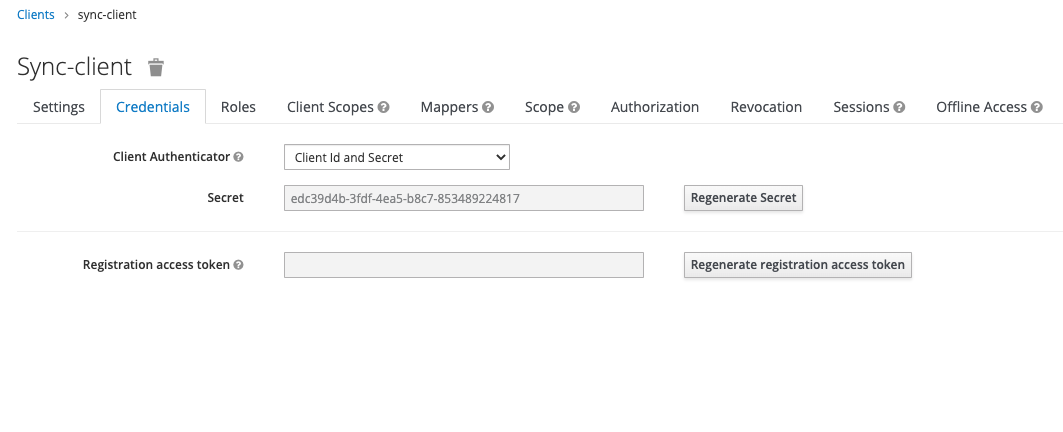 Clients > sync-client
Sync-client
Settings Credentials Roles Client Scopes Mappers Scope Authorization Revocation Sessions Offline Access
Client Authenticator Client Id and Secret
Secret edc39d4b-3fdf-4ea5-b8c7-853489224817 Regenerate Secret
Registration access token Regenerate registration access token